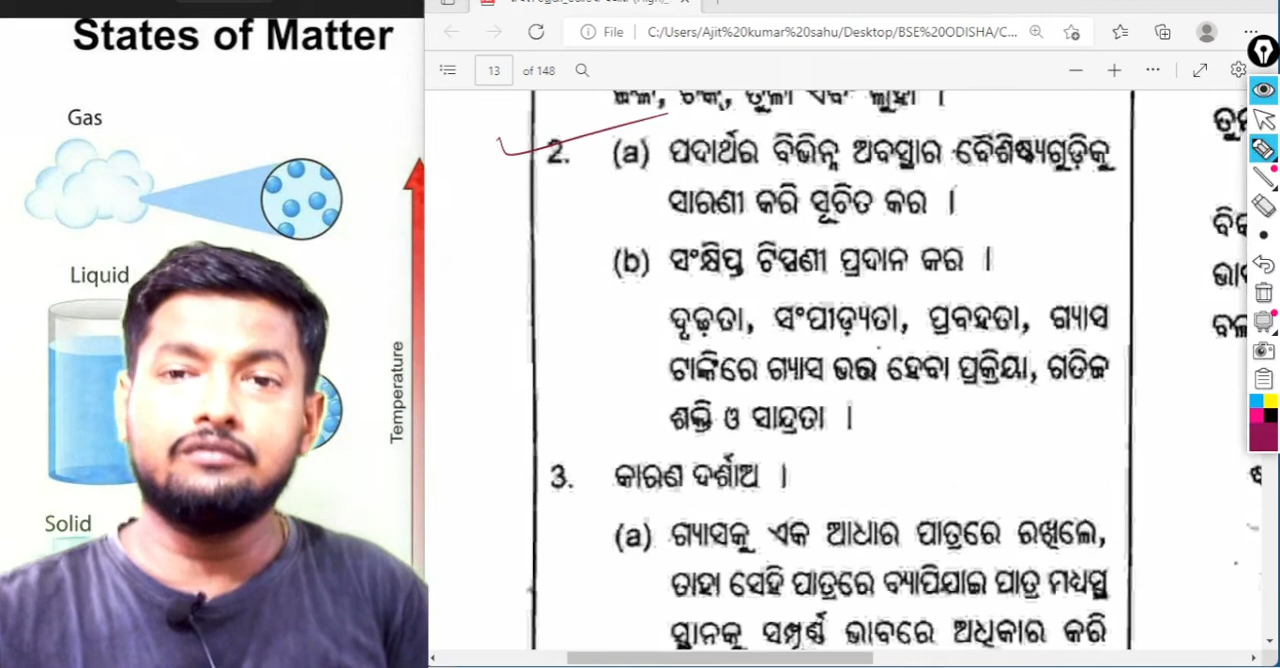 States of Matter
Gas
Liquid
Solid
Temperature
File
C:/Users/Ajit%20kumar%20sahu/Desktop/BSE%20ODISHA/C...
13 of 148
2. (a) ପଦାର୍ଥର ବିଭିନ୍ନ ଅବସ୍ଥାର ବୈଶିଷ୍ଟ୍ୟଗୁଡ଼ିକୁ
ସାରଣୀ କରି ସୂଚିତ କର ।
(b) ସଂକ୍ଷିପ୍ତ ଟିପ୍ପଣୀ ପ୍ରଦାନ କର ।
ଦୃଢ଼ତା, ସଂପୀଡ଼୍ୟତା, ପ୍ରବହତା, ଗ୍ୟାସ
ଟାଙ୍କିରେ ଗ୍ୟାସ ଭର୍ତ୍ତି ହେବା ପ୍ରକ୍ରିୟା, ଗତିଜ
ଶକ୍ତି ଓ ସାନ୍ଦ୍ରତା ।
3. କାରଣ ଦର୍ଶାଅ ।
(a) ଗ୍ୟାସକୁ ଏକ ଆଧାର ପାତ୍ରରେ ରଖିଲେ,
ତାହା ସେହି ପାତ୍ରରେ ବ୍ୟାପିଯାଇ ପାତ୍ର ମଧ୍ୟସ୍ଥ
ସ୍ଥାନକୁ ସମ୍ପୂର୍ଣ୍ଣ ଭାବରେ ଅଧିକାର କରି